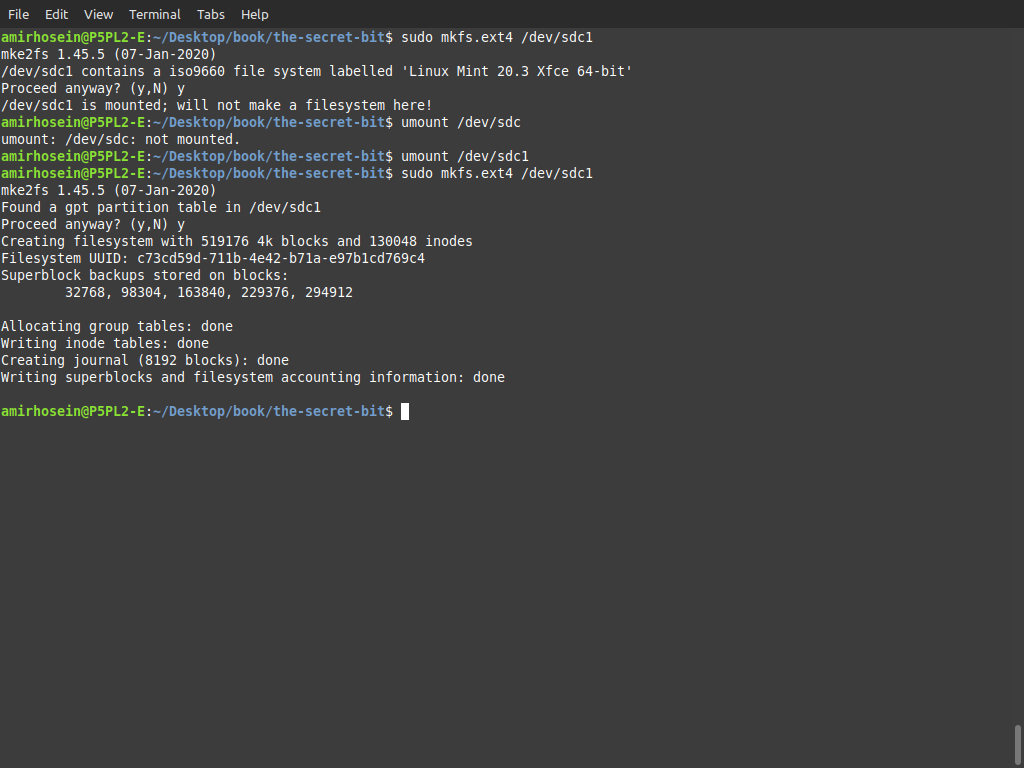 File Edit View Terminal Tabs Help
amirhosein@P5PL2-E:~/Desktop/book/the-secret-bit$ sudo mkfs.ext4 /dev/sdc1
mke2fs 1.45.5 (07-Jan-2020)
/dev/sdc1 contains a iso9660 file system labelled 'Linux Mint 20.3 Xfce 64-bit'
Proceed anyway? (y,N) y
/dev/sdc1 is mounted; will not make a filesystem here!
amirhosein@P5PL2-E:~/Desktop/book/the-secret-bit$ umount /dev/sdc
umount: /dev/sdc: not mounted.
amirhosein@P5PL2-E:~/Desktop/book/the-secret-bit$ umount /dev/sdc1
amirhosein@P5PL2-E:~/Desktop/book/the-secret-bit$ sudo mkfs.ext4 /dev/sdc1
mke2fs 1.45.5 (07-Jan-2020)
Found a gpt partition table in /dev/sdc1
Proceed anyway? (y,N) y
Creating filesystem with 519176 4k blocks and 130048 inodes
Filesystem UUID: c73cd59d-711b-4e42-b71a-e97b1cd769c4
Superblock backups stored on blocks:
        32768, 98304, 163840, 229376, 294912

Allocating group tables: done
Writing inode tables: done
Creating journal (8192 blocks): done
Writing superblocks and filesystem accounting information: done

amirhosein@P5PL2-E:~/Desktop/book/the-secret-bit$